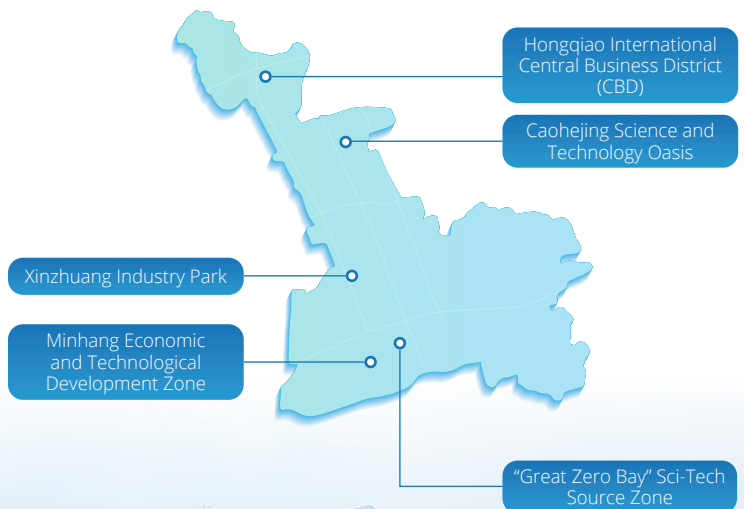 Hongqiao International
Central Business District
(CBD)
Caohejing Science and
Technology Oasis
Xinzhuang Industry Park
Minhang Economic
and Technological
Development Zone
“Great Zero Bay” Sci-Tech
Source Zone